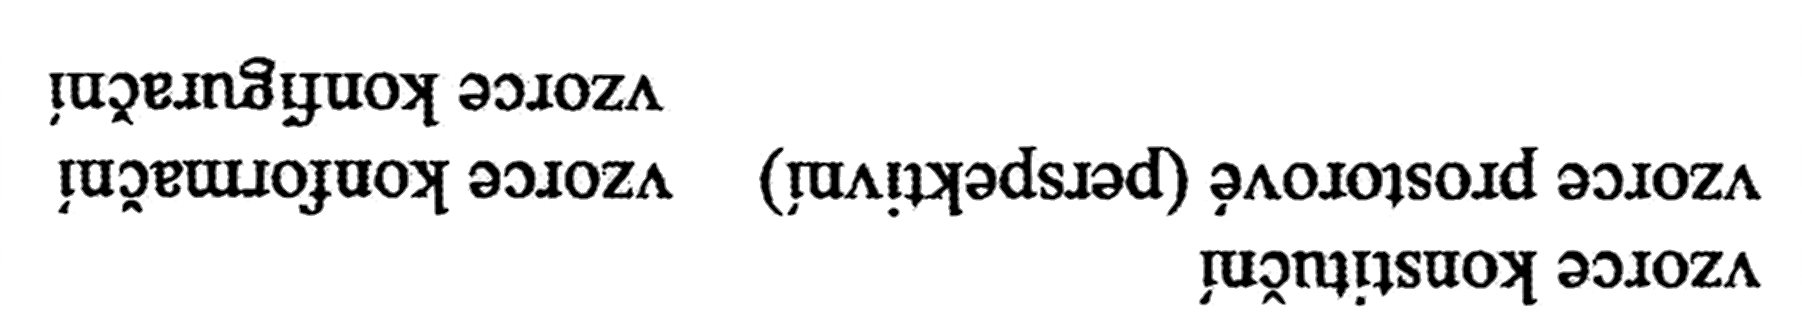 vzorce konstituční
vzorce prostorové (perspektivní) vzorce konformační
vzorce konfigurační